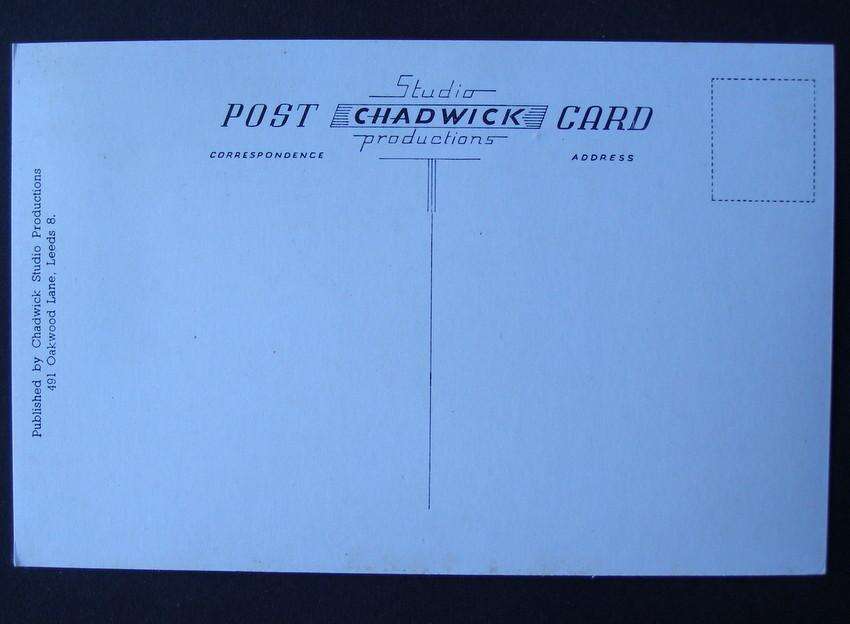 Studio
POST CHADWICK CARD
productions
CORRESPONDENCE ADDRESS
Published by Chadwick Studio Productions
491 Oakwood Lane, Leeds 8.